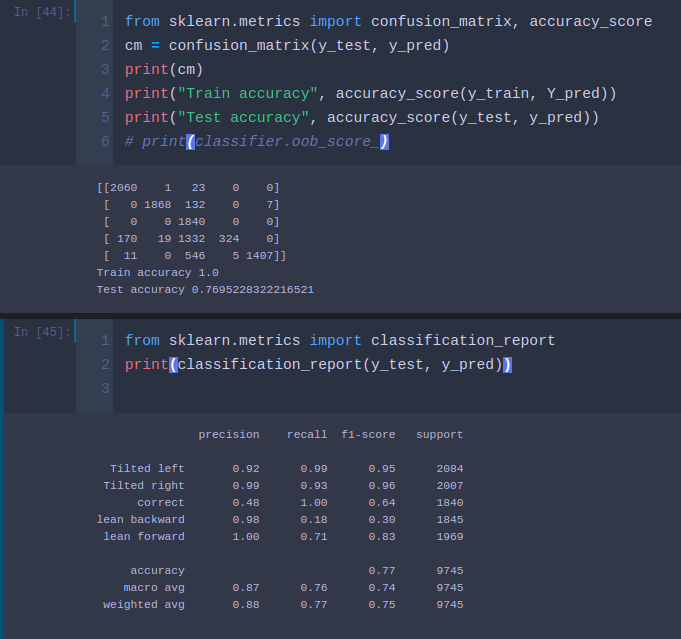 In [44]:
1 from sklearn.metrics import confusion_matrix, accuracy_score
2 cm = confusion_matrix(y_test, y_pred)
3 print(cm)
4 print("Train accuracy", accuracy_score(y_train, Y_pred))
5 print("Test accuracy", accuracy_score(y_test, y_pred))
6 # print(classifier.oob_score_)
[[2060    1   23    0    0]
 [   0 1868  132    0    7]
 [   0    0 1840    0    0]
 [ 170   19 1332  324    0]
 [  11    0  546    5 1407]]
Train accuracy 1.0
Test accuracy 0.7695228322216521
In [45]:
1 from sklearn.metrics import classification_report
2 print(classification_report(y_test, y_pred))
3
precision    recall  f1-score   support
Tilted left       0.92      0.99      0.95      2084
Tilted right       0.99      0.93      0.96      2007
correct       0.48      1.00      0.64      1840
lean backward       0.98      0.18      0.30      1845
lean forward       1.00      0.71      0.83      1969
accuracy                           0.77      9745
macro avg       0.87      0.76      0.74      9745
weighted avg       0.88      0.77      0.75      9745